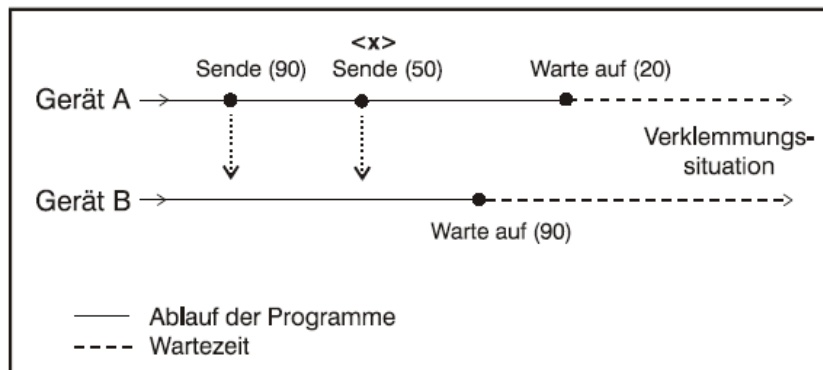 <x>
Sende (90) Sende (50) Warte auf (20)
Gerät A
Verklemmungs-
situation
Gerät B
Warte auf (90)
Ablauf der Programme
Wartezeit